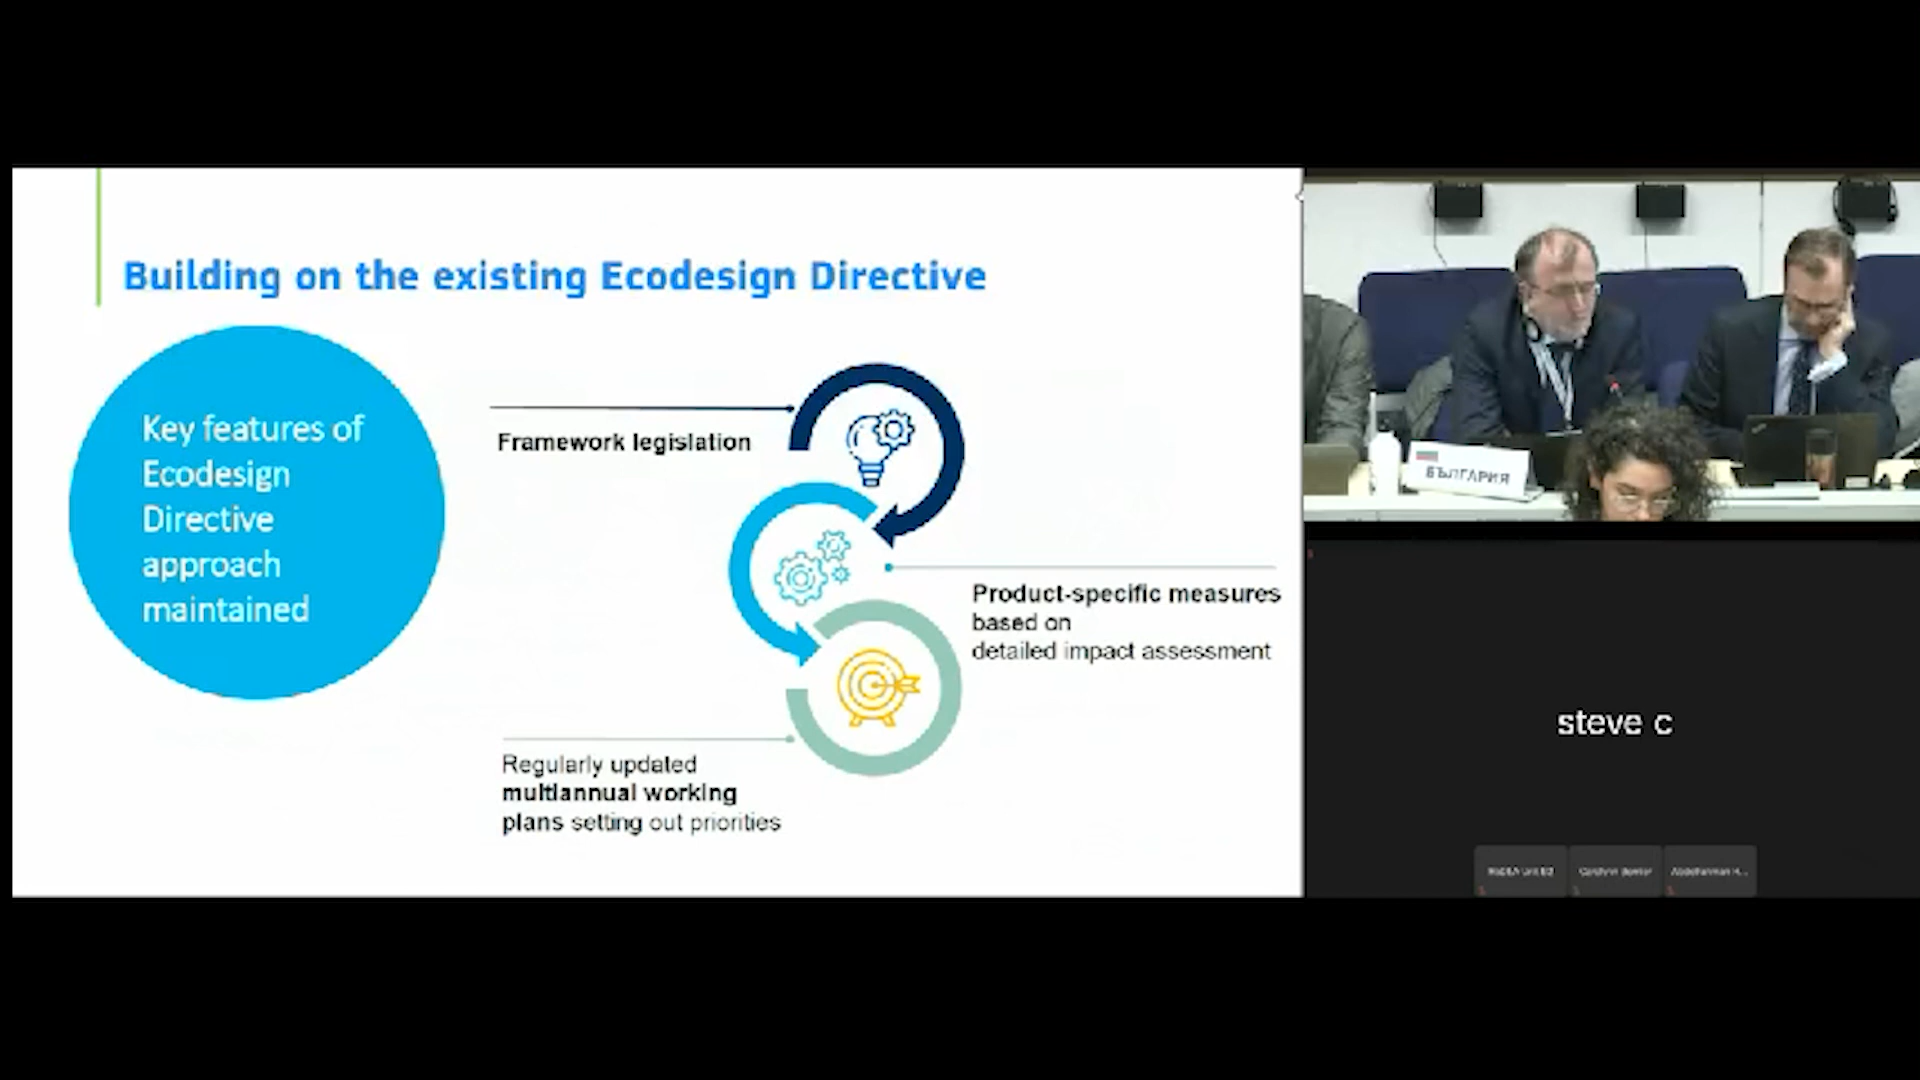 Building on the existing Ecodesign Directive
Key features of
Ecodesign
Directive
approach
maintained
Framework legislation
Product-specific measures
based on
detailed impact assessment
Regularly updated
multiannual working
plans setting out priorities
БЪЛГАРИЯ
steve c